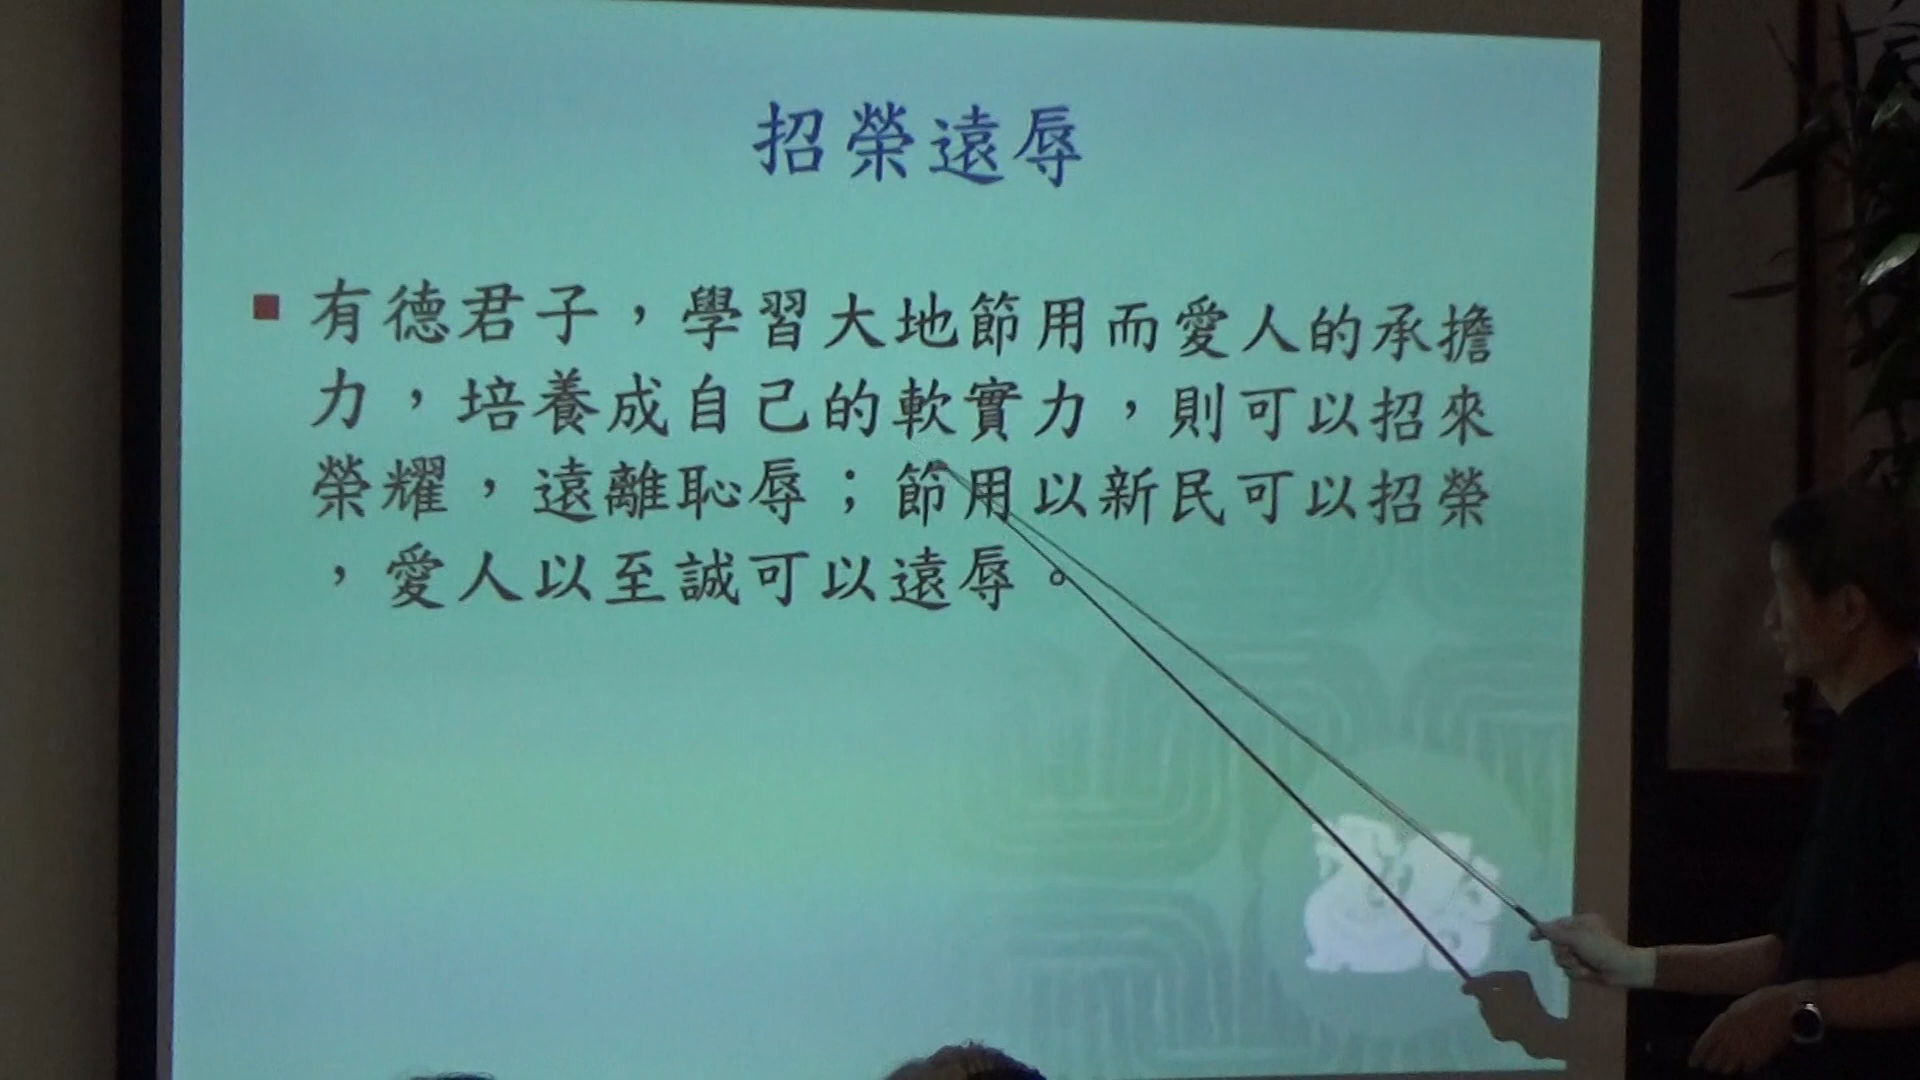 招榮遠辱
有德君子，學習大地節用而愛人的承擔
力，培養成自己的軟實力，則可以招來
榮耀，遠離恥辱；節用以新民可以招榮
，愛人以至誠可以遠辱。